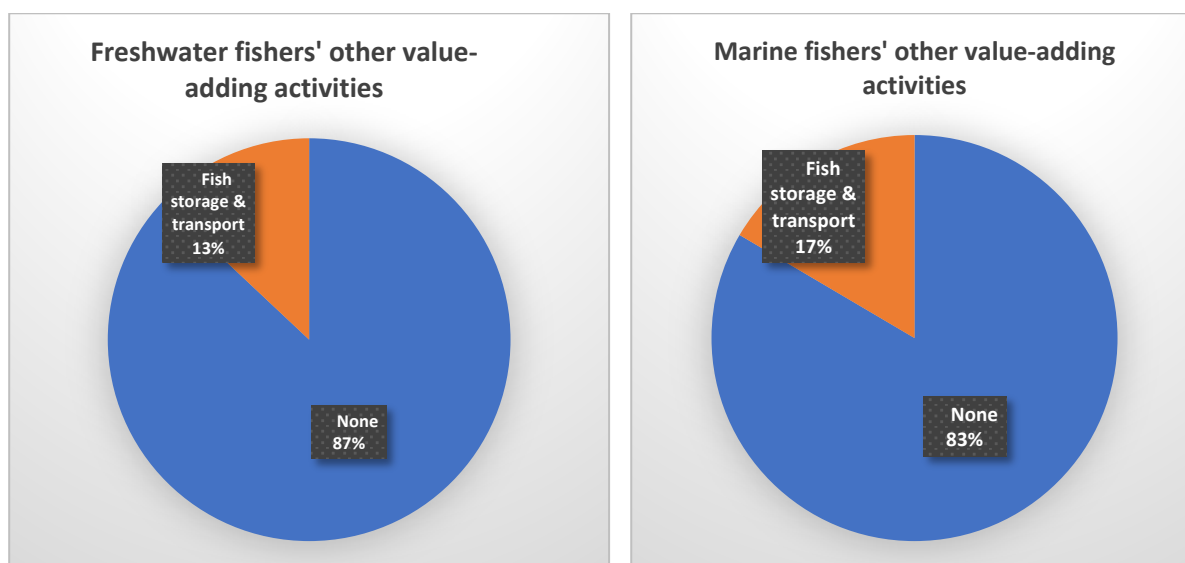 Freshwater fishers' other value-
adding activities
Fish
storage &
transport
13%
None
87%
Marine fishers' other value-adding
activities
Fish
storage &
transport
17%
None
83%